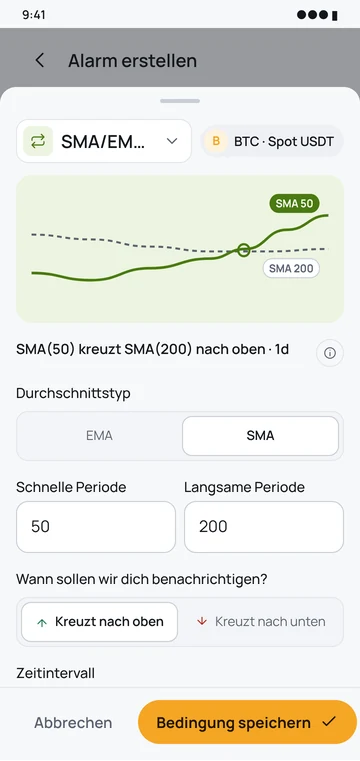 9:41
Alarm erstellen
SMA/EM...
B BTC · Spot USDT
SMA 50
SMA 200
SMA(50) kreuzt SMA(200) nach oben · 1d
Durchschnittstyp
EMA SMA
Schnelle Periode Langsame Periode
50 200
Wann sollen wir dich benachrichtigen?
Kreuzt nach oben Kreuzt nach unten
Zeitintervall
Abbrechen Bedingung speichern